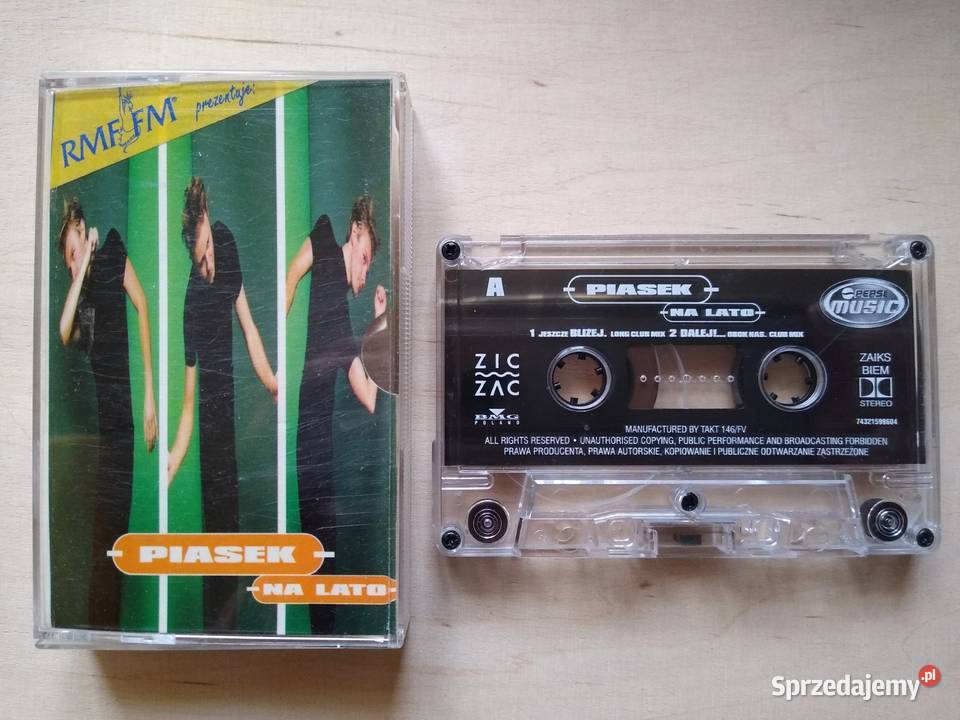 RMF FM® prezentuje:
PIASEK
NA LATO
A
PIASEK
NA LATO
PEPSI
MUSIC
1 JESZCZE BLIŻEJ. LONG CLUB MIX 2 DALEJ!... OBOK NAS. CLUB MIX
ZIC
ZAC
BMG
POLAND
ZAIKS
BIEM
STEREO
74321599604
MANUFACTURED BY TAKT 146/FV
ALL RIGHTS RESERVED • UNAUTHORISED COPYING, PUBLIC PERFORMANCE AND BROADCASTING FORBIDDEN
PRAWA PRODUCENTA, PRAWA AUTORSKIE, KOPIOWANIE I PUBLICZNE ODTWARZANIE ZASTRZEŻONE
Sprzedajemy.pl